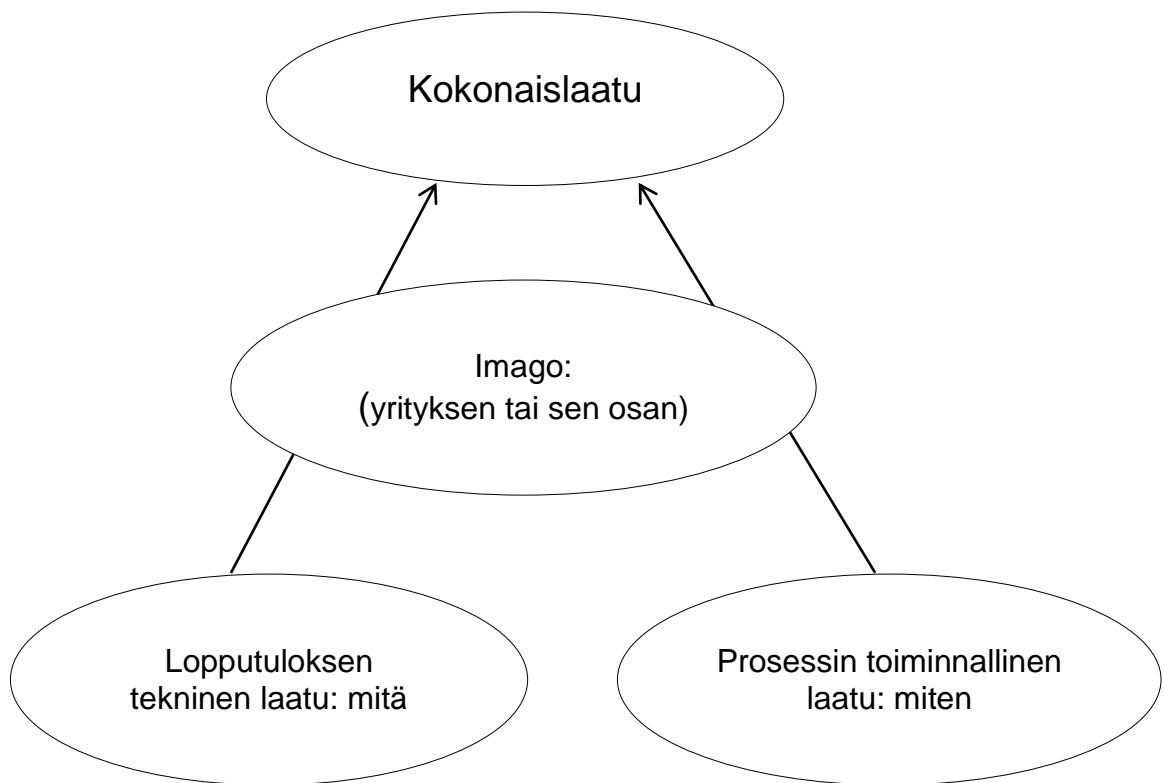 Kokonaislaatu
Imago:
(yrityksen tai sen osan)
Lopputuloksen
tekninen laatu: mitä
Prosessin toiminnallinen
laatu: miten